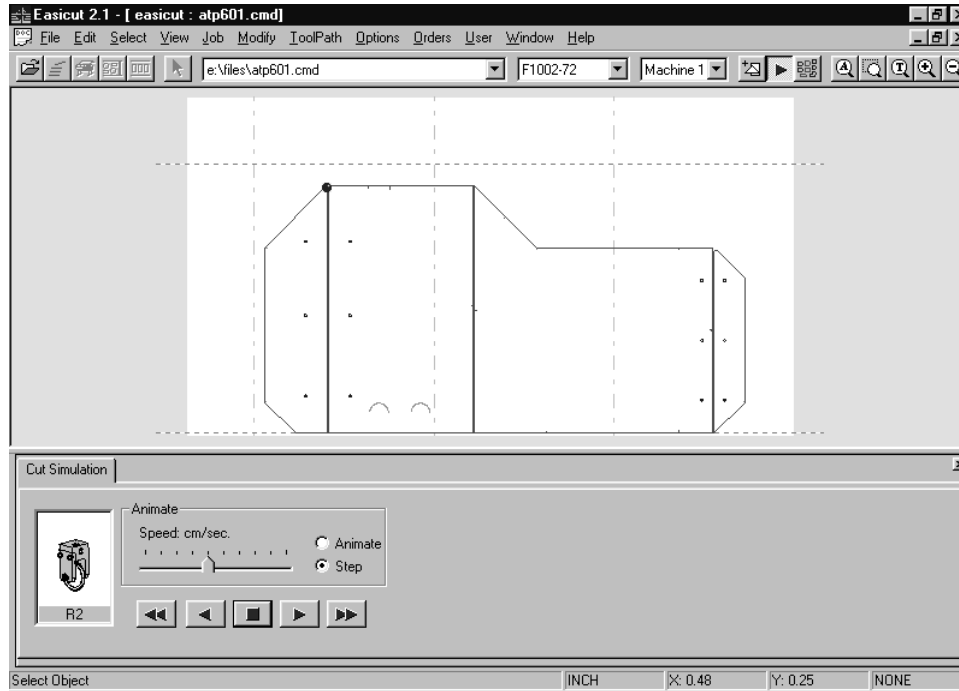 Easicut 2.1 - [ easicut : atp601.cmd]
File Edit Select View Job Modify ToolPath Options Orders User Window Help
e:\files\atp601.cmd F1002-72 Machine 1
A T
Cut Simulation
Animate
Speed: cm/sec.
Animate
Step
R2
Select Object INCH X: 0.48 Y: 0.25 NONE